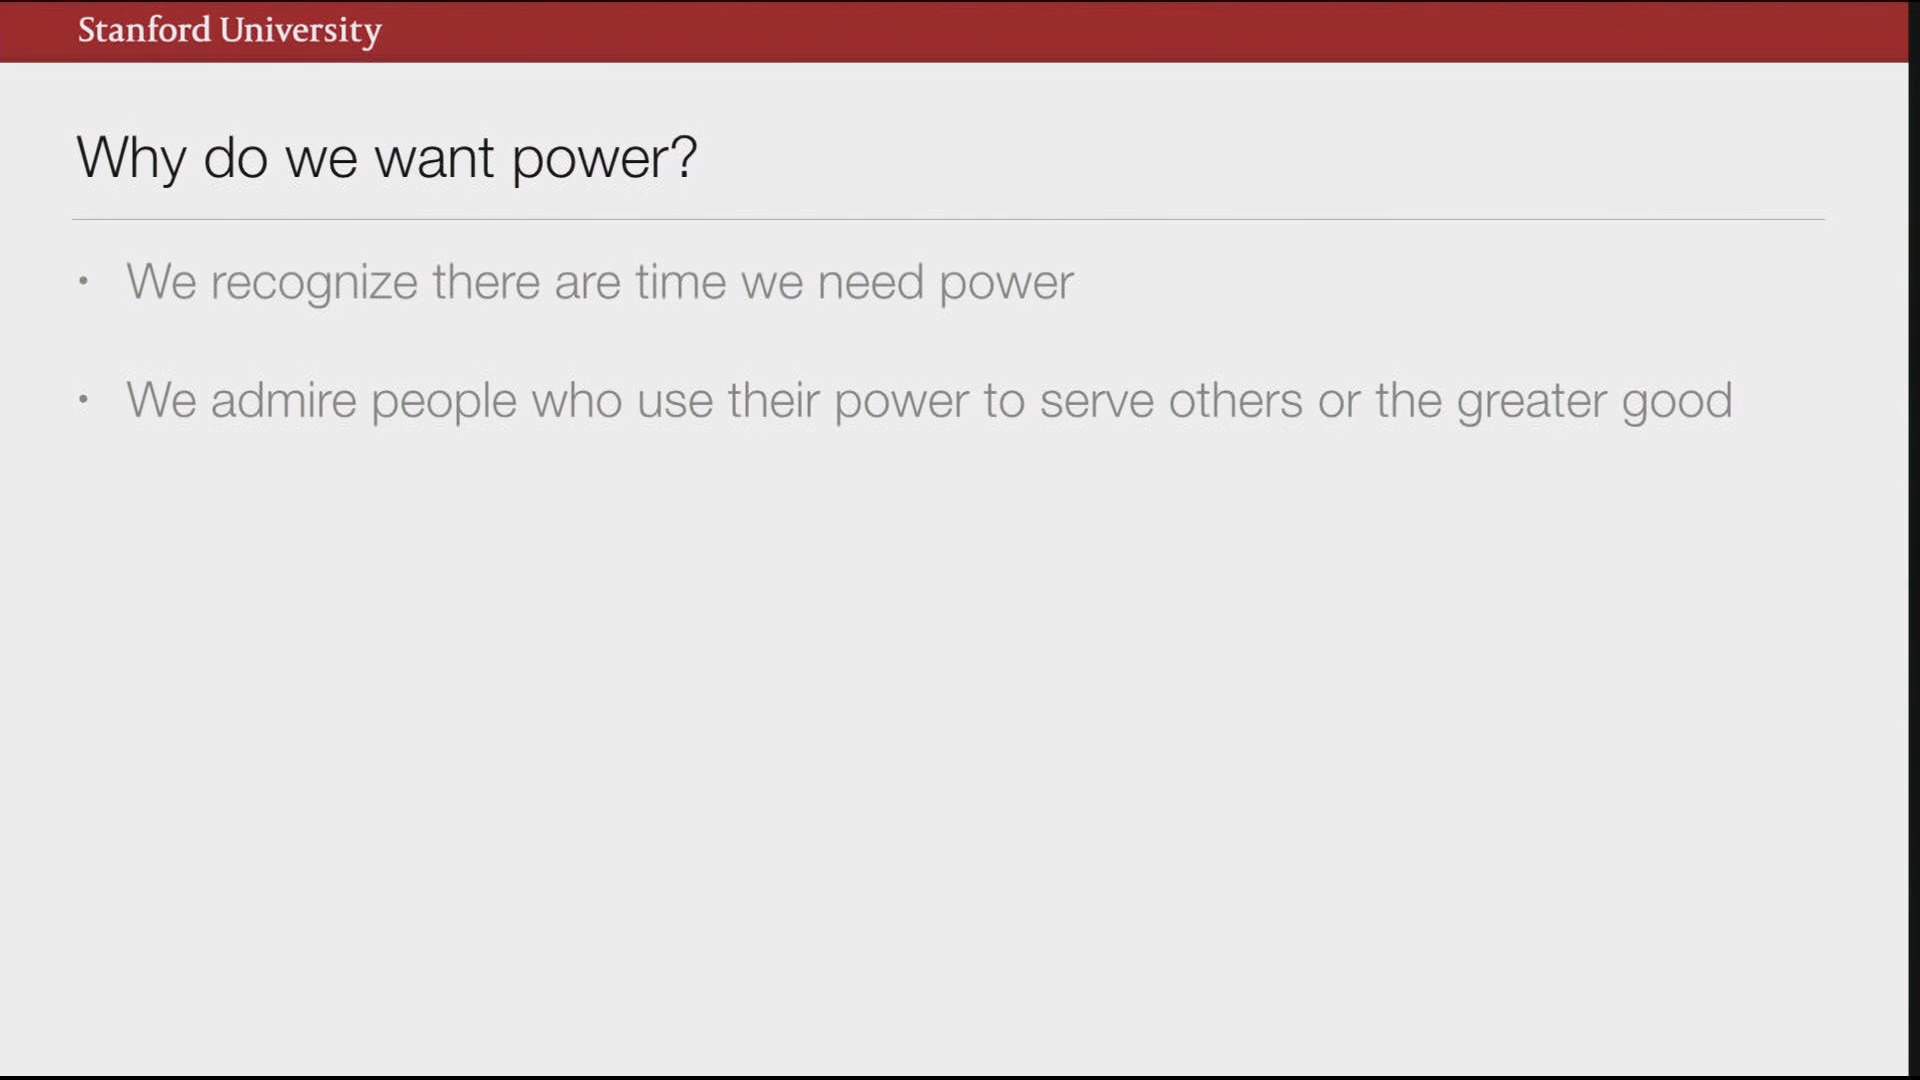 Stanford University
Why do we want power?
• We recognize there are time we need power
• We admire people who use their power to serve others or the greater good